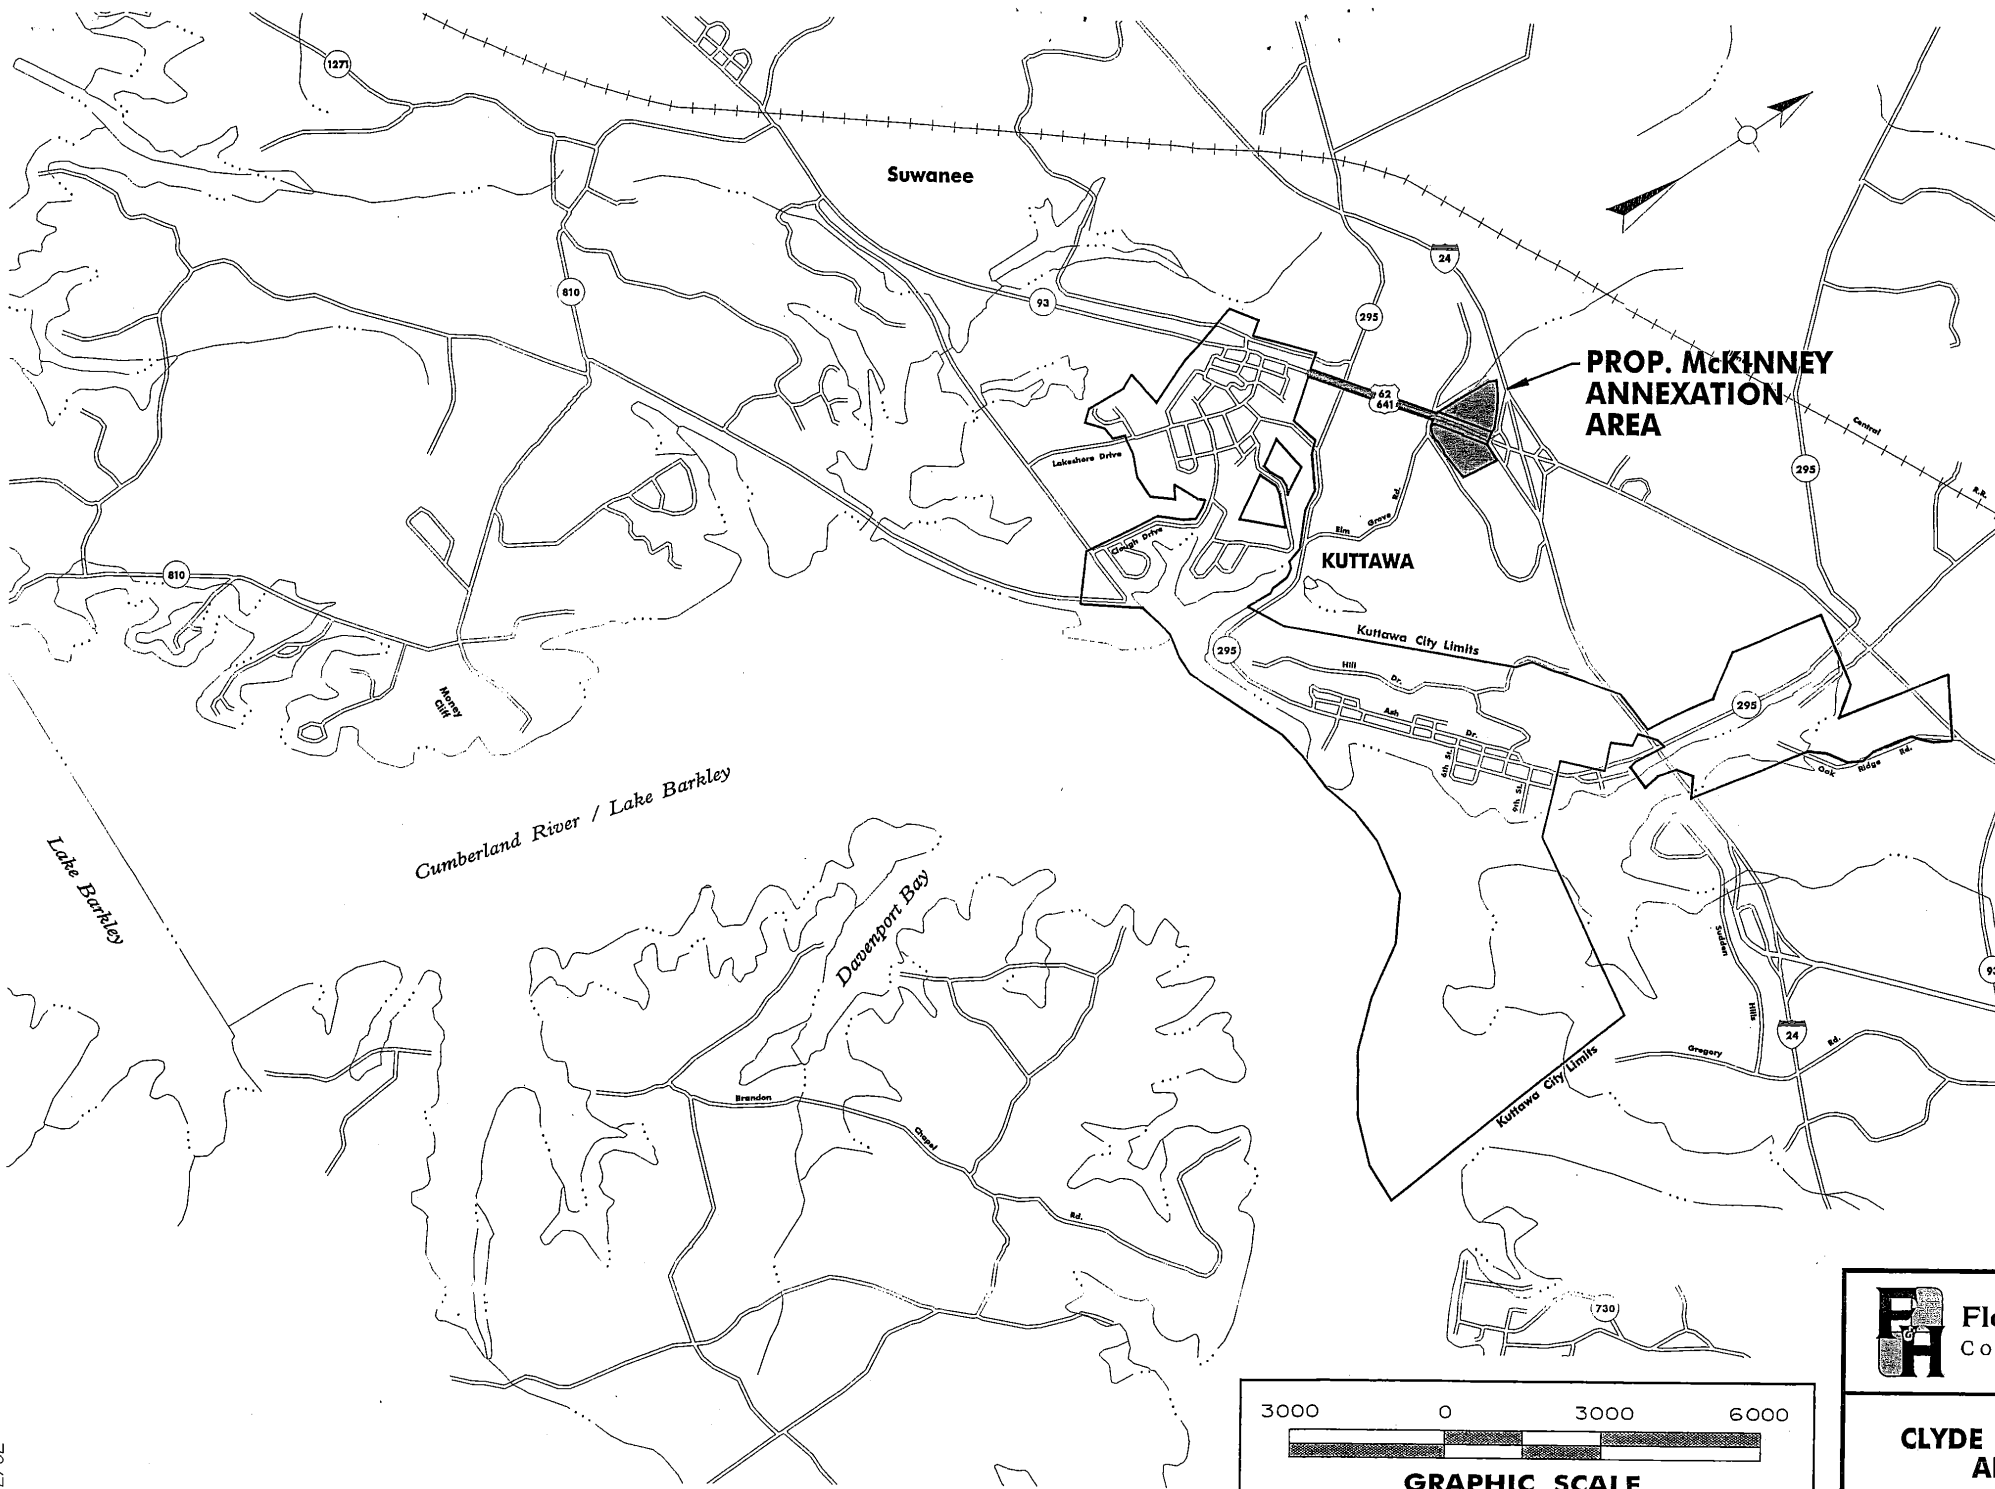 1271
Suwanee
24
810
93
295
PROP. McKINNEY
ANNEXATION
AREA
62
641
Central
R.R.
295
Lakeshore Drive
Clough Drive
Elm
Grove
Rd.
KUTTAWA
810
Kuttawa City Limits
295
Hill
Dr.
Ash
Dr.
6th St.
9th St.
295
Oak
Ridge
Rd.
Money
Cliff
Cumberland River / Lake Barkley
Lake Barkley
Davenport Bay
Sudden
Hills
93
24
Gregory
Rd.
Kuttawa City Limits
Brandon
Chapel
Rd.
730
F&H
Fl
Co
3000 0 3000 6000
GRAPHIC SCALE
CLYDE